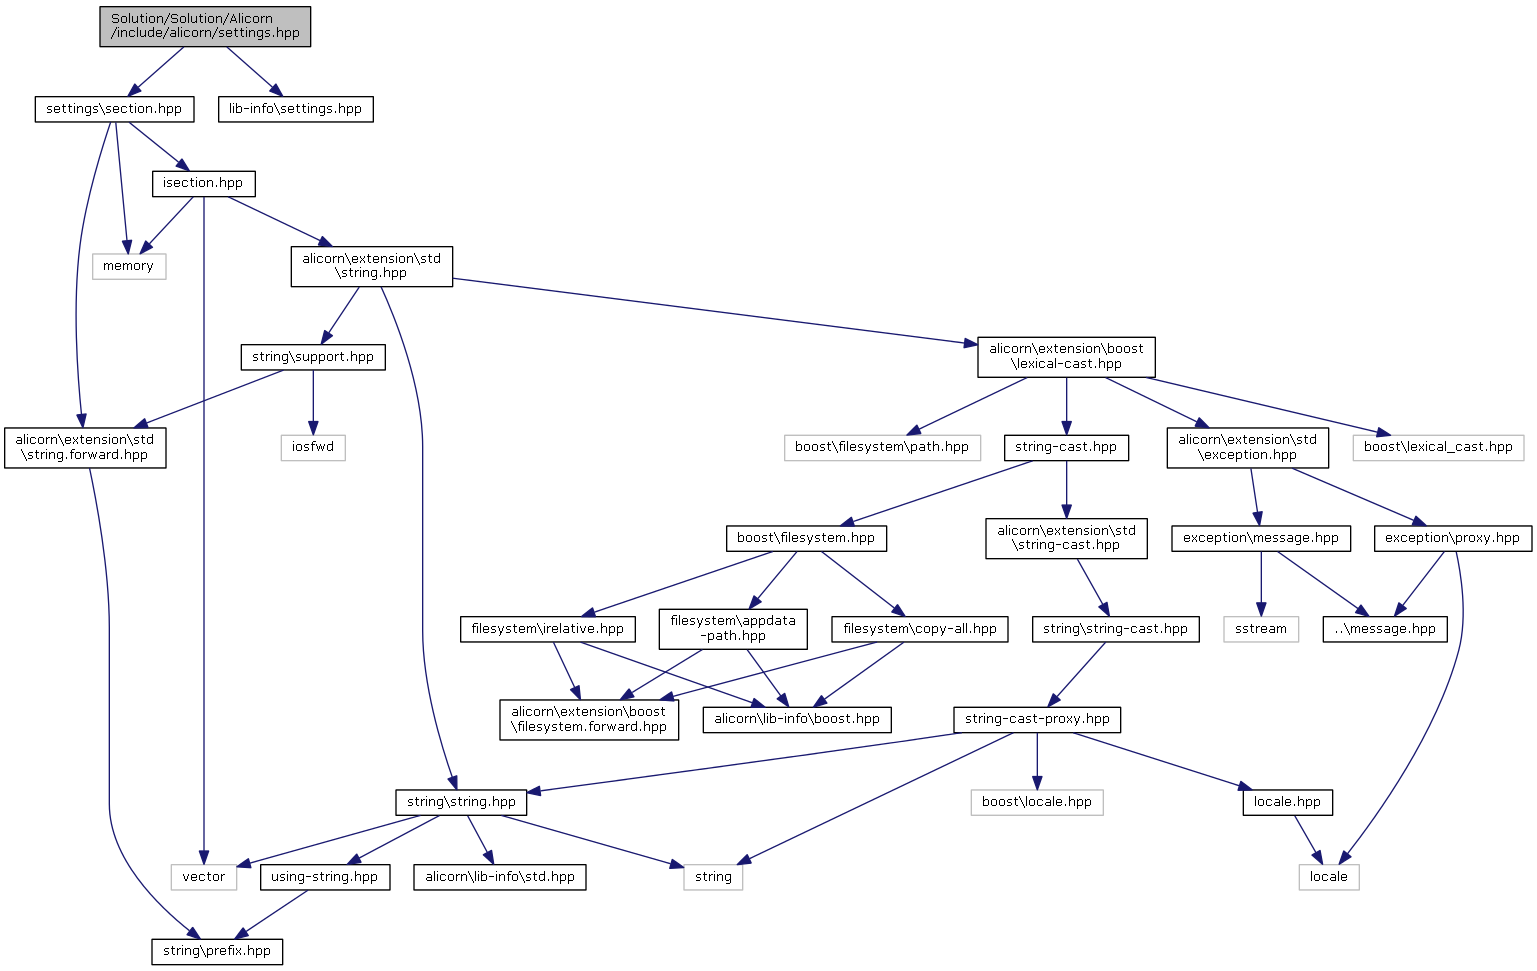 Solution/Solution/Alicorn
/include/alicorn/settings.hpp
settings\section.hpp
lib-info\settings.hpp
isection.hpp
memory
alicorn\extension\std
\string.hpp
string\support.hpp
alicorn\extension\boost
\lexical-cast.hpp
alicorn\extension\std
\string.forward.hpp
iosfwd
boost\filesystem\path.hpp
string-cast.hpp
alicorn\extension\std
\exception.hpp
boost\lexical_cast.hpp
boost\filesystem.hpp
alicorn\extension\std
\string-cast.hpp
exception\message.hpp
exception\proxy.hpp
filesystem\irelative.hpp
filesystem\appdata
-path.hpp
filesystem\copy-all.hpp
string\string-cast.hpp
sstream
..\message.hpp
alicorn\extension\boost
\filesystem.forward.hpp
alicorn\lib-info\boost.hpp
string-cast-proxy.hpp
string\string.hpp
boost\locale.hpp
locale.hpp
vector
using-string.hpp
alicorn\lib-info\std.hpp
string
locale
string\prefix.hpp